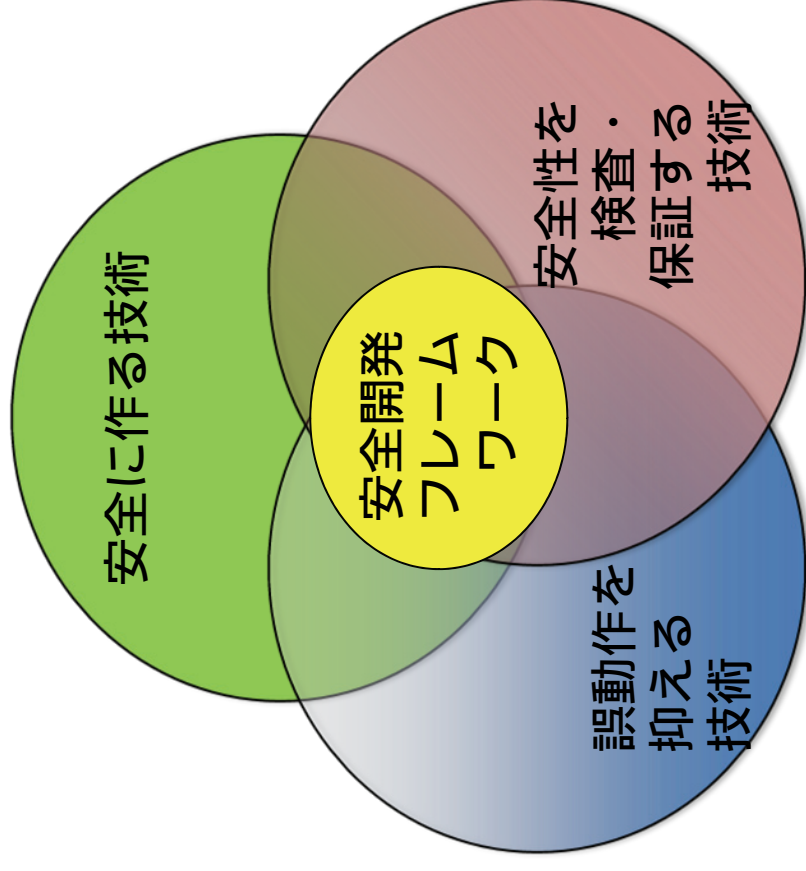 安全に作る技術
安全開発
フレーム
ワーク
安全性を
検査・
保証する
技術
誤動作を
抑える
技術